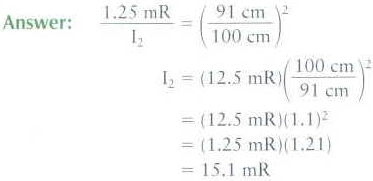 Answer: 1.25 mR / I₂ = (91 cm / 100 cm)²
I₂ = (12.5 mR)(100 cm / 91 cm)²
= (12.5 mR)(1.1)²
= (1.25 mR)(1.21)
= 15.1 mR